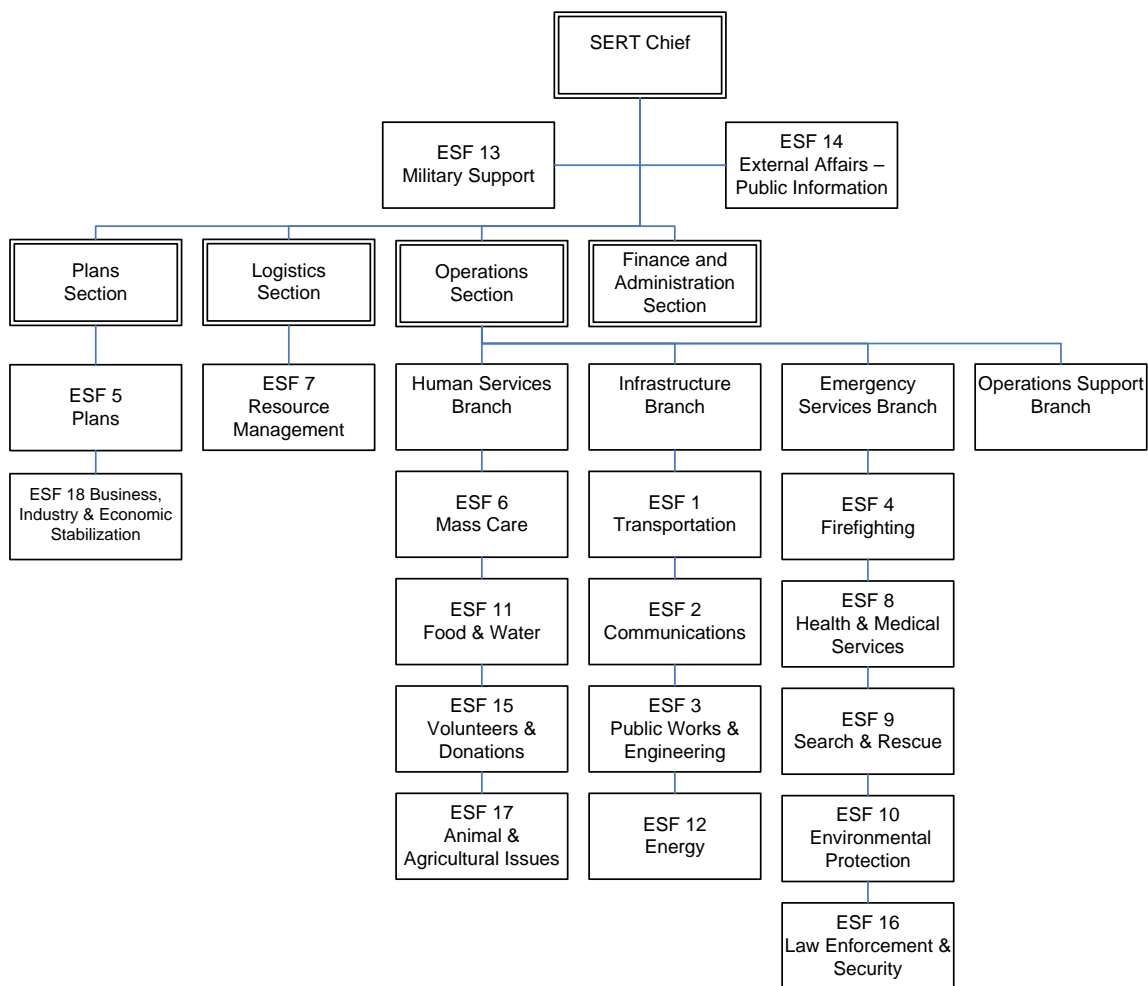 SERT Chief
ESF 13
Military Support
ESF 14
External Affairs –
Public Information
Plans
Section
Logistics
Section
Operations
Section
Finance and
Administration
Section
ESF 5
Plans
ESF 7
Resource
Management
Human Services
Branch
Infrastructure
Branch
Emergency
Services Branch
Operations Support
Branch
ESF 18 Business,
Industry & Economic
Stabilization
ESF 6
Mass Care
ESF 1
Transportation
ESF 4
Firefighting
ESF 11
Food & Water
ESF 2
Communications
ESF 8
Health & Medical
Services
ESF 15
Volunteers &
Donations
ESF 3
Public Works &
Engineering
ESF 9
Search & Rescue
ESF 17
Animal &
Agricultural Issues
ESF 12
Energy
ESF 10
Environmental
Protection
ESF 16
Law Enforcement &
Security